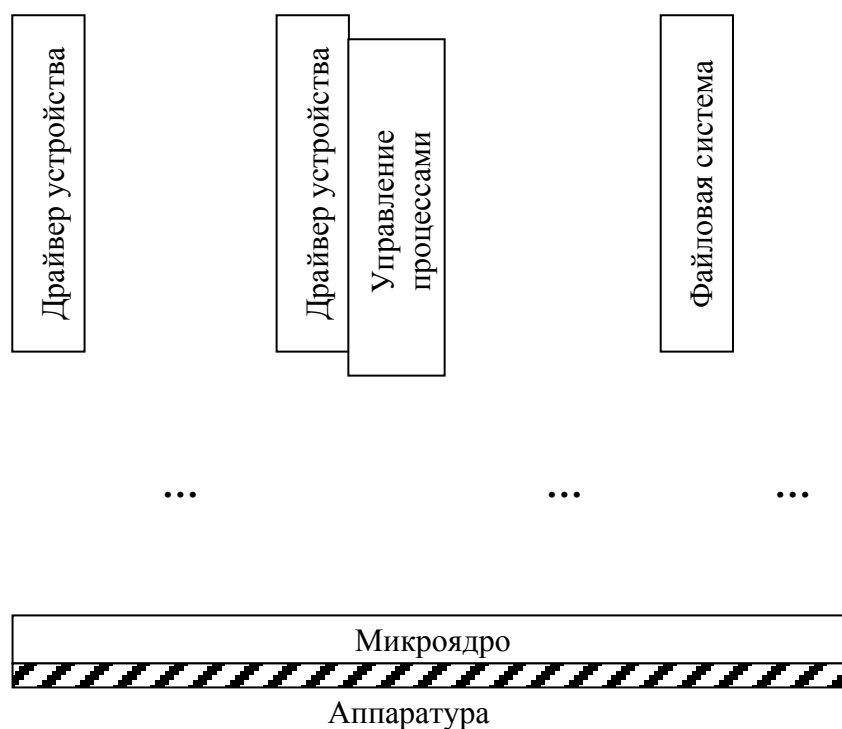 Драйвер устройства
Драйвер устройства
Управление
процессами
Файловая система
... ... ...
Микроядро
Аппаратура